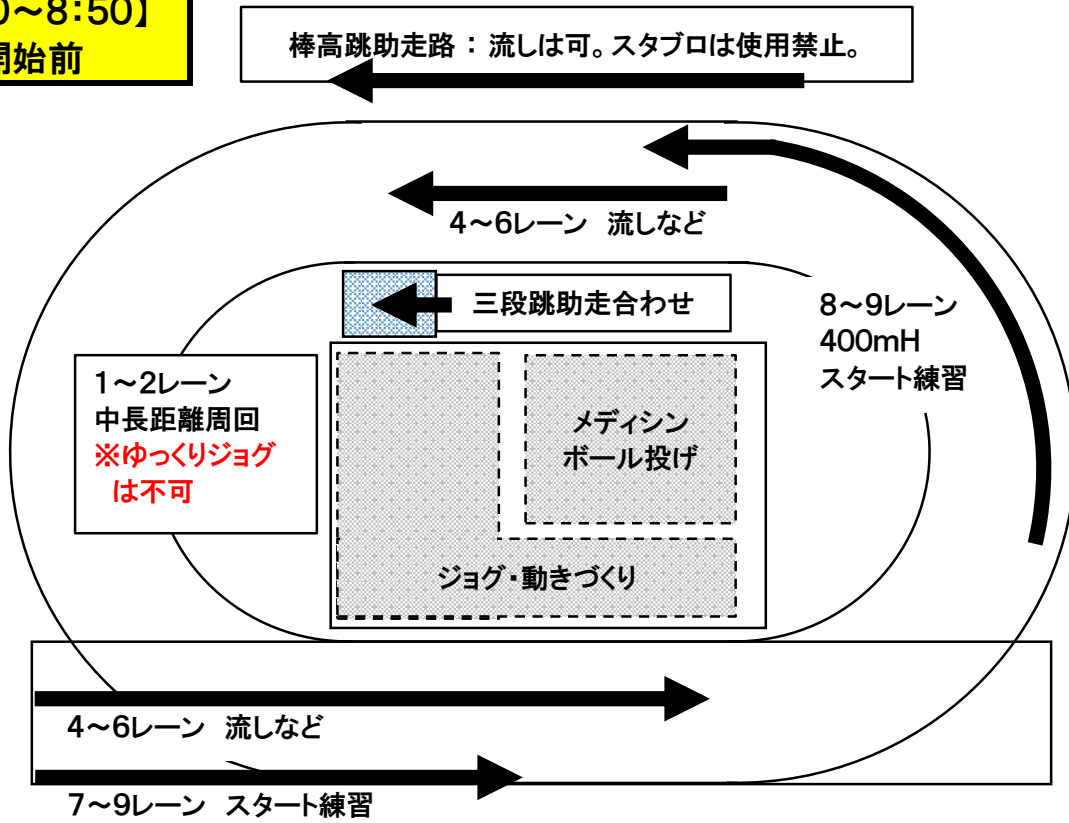 0～8：50】
開始前
棒高跳助走路 ： 流しは可。スタブロは使用禁止。
4～6レーン 流しなど
三段跳助走合わせ
8～9レーン
400mH
スタート練習
1～2レーン
中長距離周回
※ゆっくりジョグ
は不可
メディシン
ボール投げ
ジョグ・動きづくり
4～6レーン 流しなど
7～9レーン スタート練習